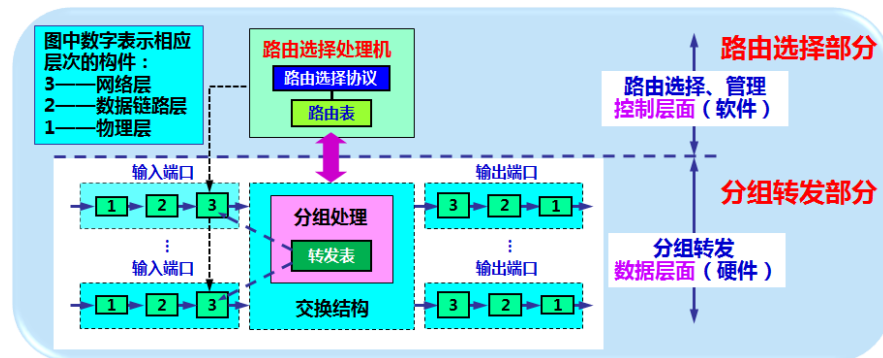 图中数字表示相应
层次的构件：
3——网络层
2——数据链路层
1——物理层
路由选择处理机
路由选择协议
路由表
路由选择部分
路由选择、管理
控制层面（软件）
输入端口
输出端口
1
2
3
3
2
1
分组处理
转发表
交换结构
分组转发部分
分组转发
数据层面（硬件）
⋮
⋮
输入端口
输出端口
1
2
3
3
2
1